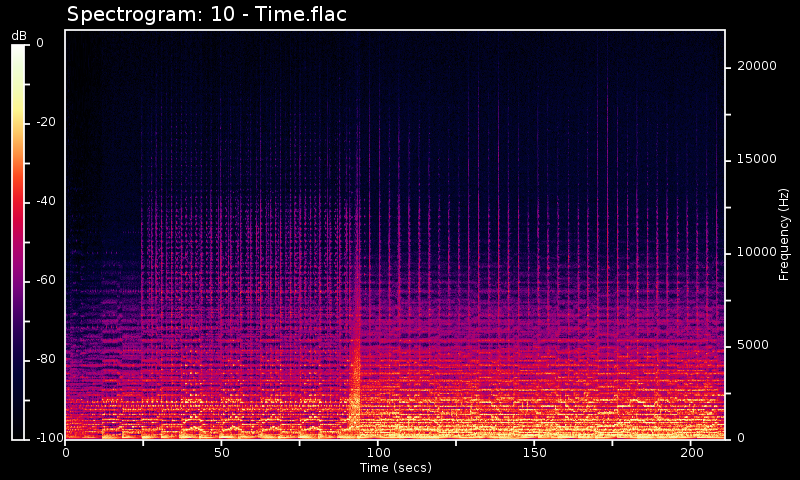 Spectrogram: 10 - Time.flac
dB
0
-20
-40
-60
-80
-100
20000
15000
10000
5000
0
Frequency (Hz)
0 50 100 150 200
Time (secs)